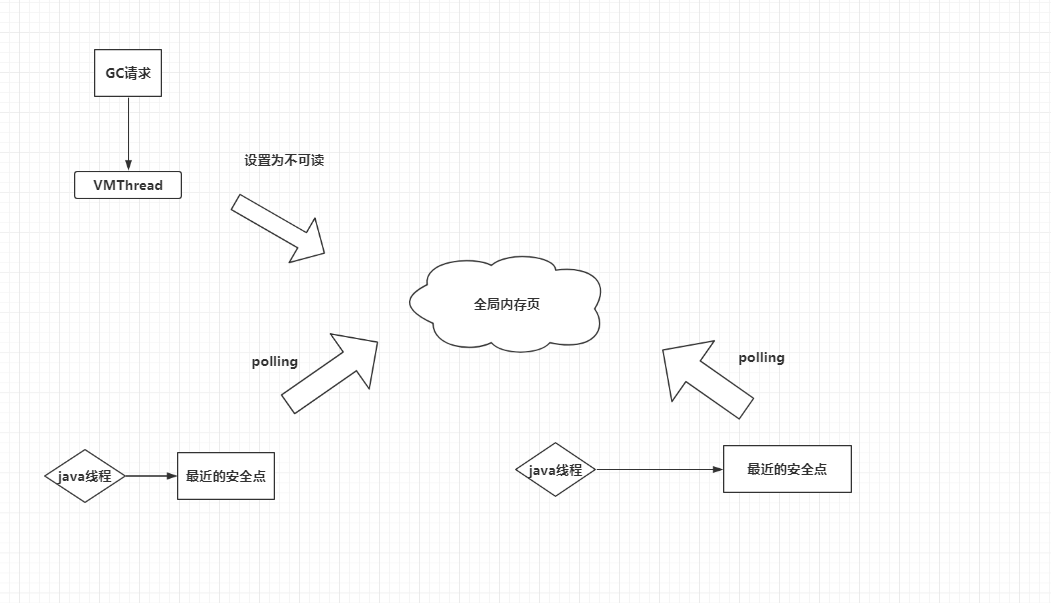 GC请求
设置为不可读
VMThread
全局内存页
polling
polling
java线程
最近的安全点
java线程
最近的安全点